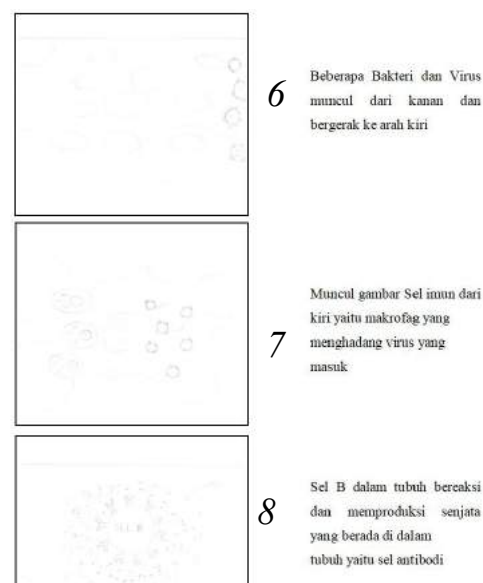 6
Beberapa Bakteri dan Virus
muncul dari kanan dan
bergerak ke arah kiri
7
Muncul gambar Sel imun dari
kiri yaitu makrofag yang
menghadang virus yang
masuk
8
Sel B dalam tubuh bereaksi
dan memproduksi senjata
yang berada di dalam
tubuh yaitu sel antibodi